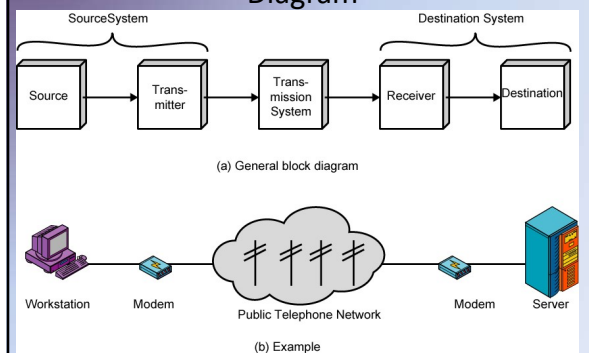 Diagram
SourceSystem
Destination System
Source
Trans-
mitter
Trans-
mission
System
Receiver
Destination
(a) General block diagram
Workstation
Modem
Public Telephone Network
Modem
Server
(b) Example